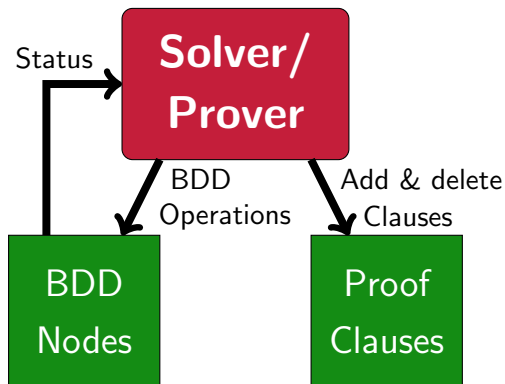 Status
Solver/
Prover
BDD
Operations
Add & delete
Clauses
BDD
Nodes
Proof
Clauses